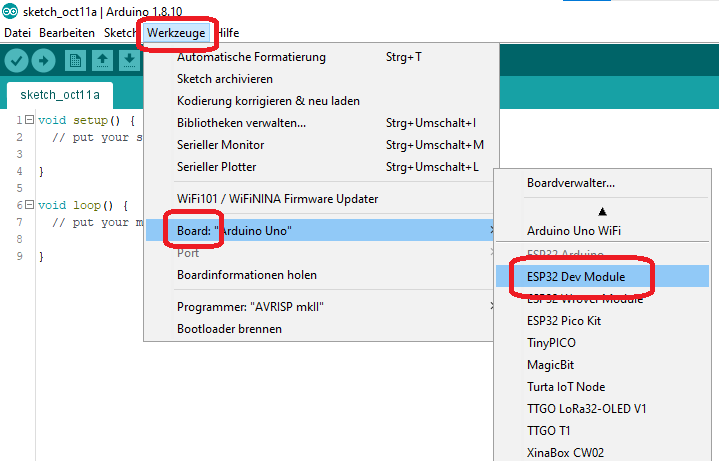 sketch_oct11a | Arduino 1.8.10
Datei Bearbeiten Sketch Werkzeuge Hilfe
sketch_oct11a
1 void setup() {
2 // put your s
3
4 }
5
6 void loop() {
7 // put your m
8
9 }
Automatische Formatierung Strg+T
Sketch archivieren
Kodierung korrigieren & neu laden
Bibliotheken verwalten... Strg+Umschalt+I
Serieller Monitor Strg+Umschalt+M
Serieller Plotter Strg+Umschalt+L
WiFi101 / WiFiNINA Firmware Updater
Board: "Arduino Uno"
Port
Boardinformationen holen
Programmer: "AVRISP mkII"
Bootloader brennen
Boardverwalter...
Arduino Uno WiFi
ESP32 Arduino
ESP32 Dev Module
ESP32 Wrover Module
ESP32 Pico Kit
TinyPICO
MagicBit
Turta IoT Node
TTGO LoRa32-OLED V1
TTGO T1
XinaBox CW02